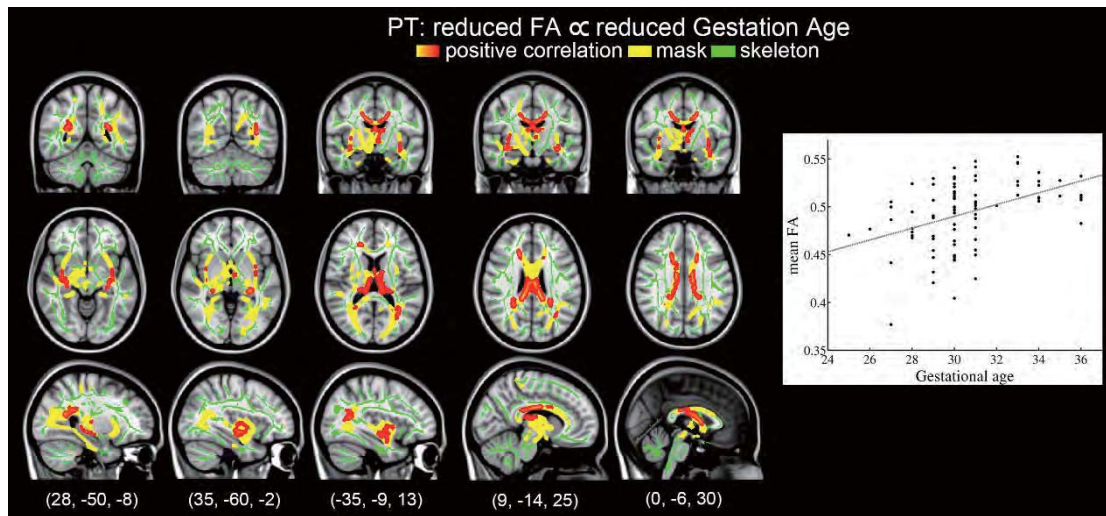 PT: reduced FA ∝ reduced Gestation Age
positive correlation mask skeleton
0.55
0.5
0.45
0.4
0.35
mean FA
24 26 28 30 32 34 36
Gestational age
(28, -50, -8) (35, -60, -2) (-35, -9, 13) (9, -14, 25) (0, -6, 30)